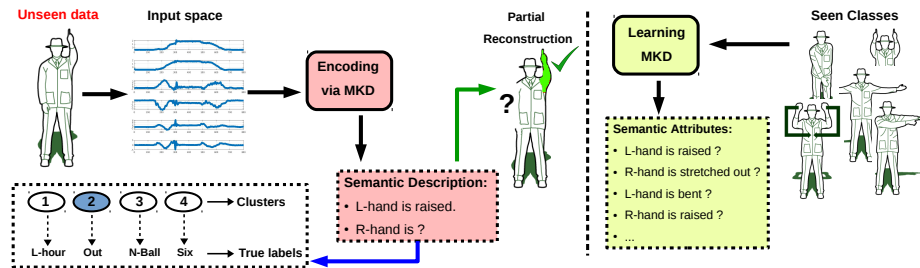 Unseen data
Input space
Encoding
via MKD
Partial
Reconstruction
?
Semantic Description:
• L-hand is raised.
• R-hand is ?
1 2 3 4 Clusters
L-hour Out N-Ball Six True labels
Learning
MKD
Seen Classes
Semantic Attributes:
• L-hand is raised ?
• R-hand is stretched out ?
• L-hand is bent ?
• R-hand is raised ?
• ...